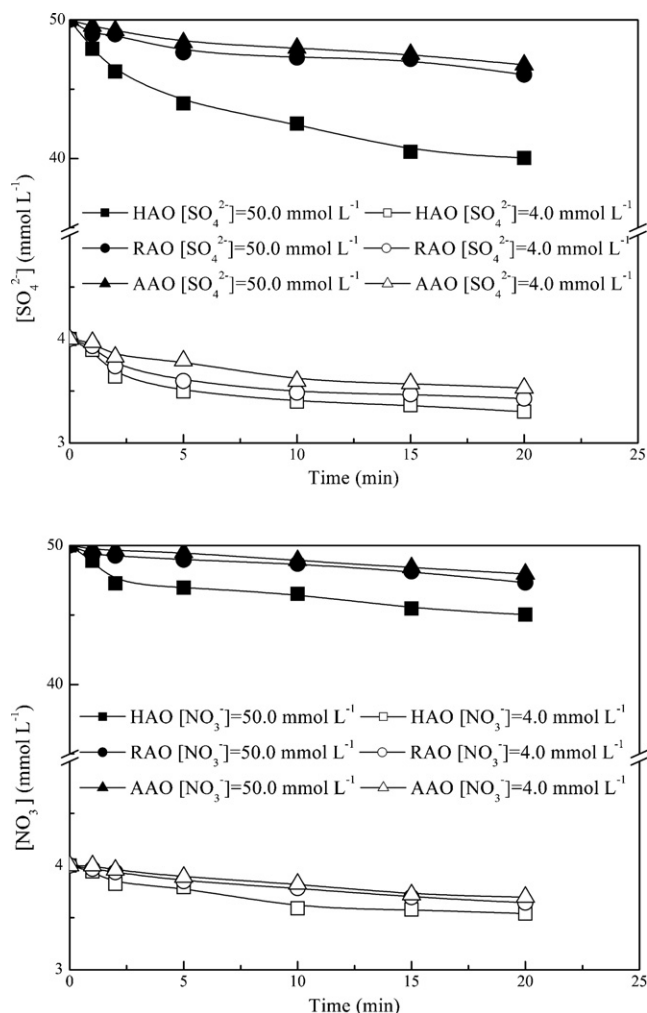 50
40
4
3
[SO₄²⁻] (mmol L⁻¹)
HAO [SO₄²⁻]=50.0 mmol L⁻¹ HAO [SO₄²⁻]=4.0 mmol L⁻¹
RAO [SO₄²⁻]=50.0 mmol L⁻¹ RAO [SO₄²⁻]=4.0 mmol L⁻¹
AAO [SO₄²⁻]=50.0 mmol L⁻¹ AAO [SO₄²⁻]=4.0 mmol L⁻¹
0 5 10 15 20 25
Time (min)
50
40
4
3
[NO₃⁻] (mmol L⁻¹)
HAO [NO₃⁻]=50.0 mmol L⁻¹ HAO [NO₃⁻]=4.0 mmol L⁻¹
RAO [NO₃⁻]=50.0 mmol L⁻¹ RAO [NO₃⁻]=4.0 mmol L⁻¹
AAO [NO₃⁻]=50.0 mmol L⁻¹ AAO [NO₃⁻]=4.0 mmol L⁻¹
0 5 10 15 20 25
Time (min)